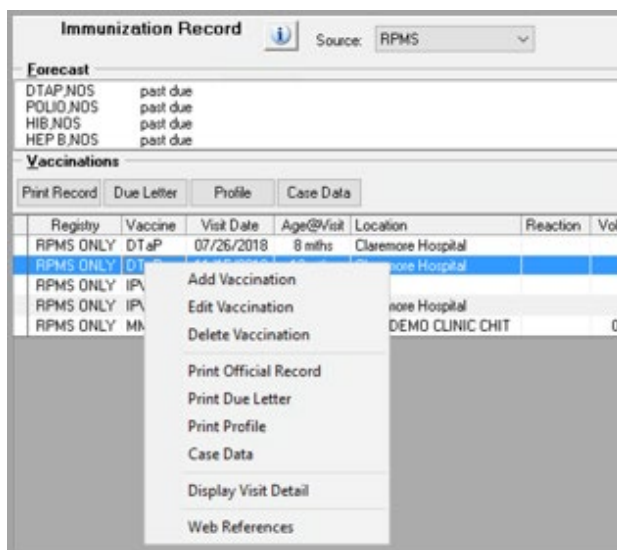 Immunization Record
Source: RPMS
Forecast
DTAP,NOS past due
POLIO,NOS past due
HIB,NOS past due
HEP B,NOS past due
Vaccinations
Print Record Due Letter Profile Case Data
Registry Vaccine Visit Date Age@Visit Location Reaction Vol
RPMS ONLY DTaP 07/26/2018 8 mths Claremore Hospital
RPMS ONLY
RPMS ONLY
RPMS ONLY Hospital
RPMS ONLY DEMO CLINIC CHIT
Add Vaccination
Edit Vaccination
Delete Vaccination
Print Official Record
Print Due Letter
Print Profile
Case Data
Display Visit Detail
Web References